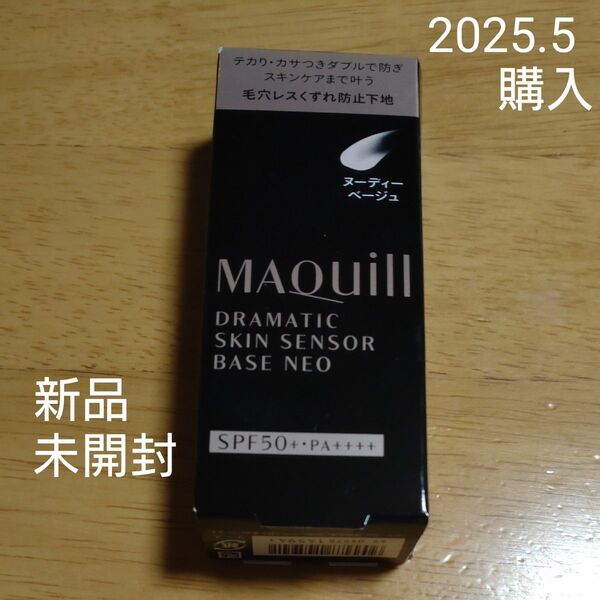 2025.5
購入
テカリ・カサつきダブルで防ぎ
スキンケアまで叶う
毛穴レスくずれ防止下地
ヌーディー
ベージュ
MAQuill
DRAMATIC
SKIN SENSOR
BASE NEO
新品
未開封
SPF50+・PA++++